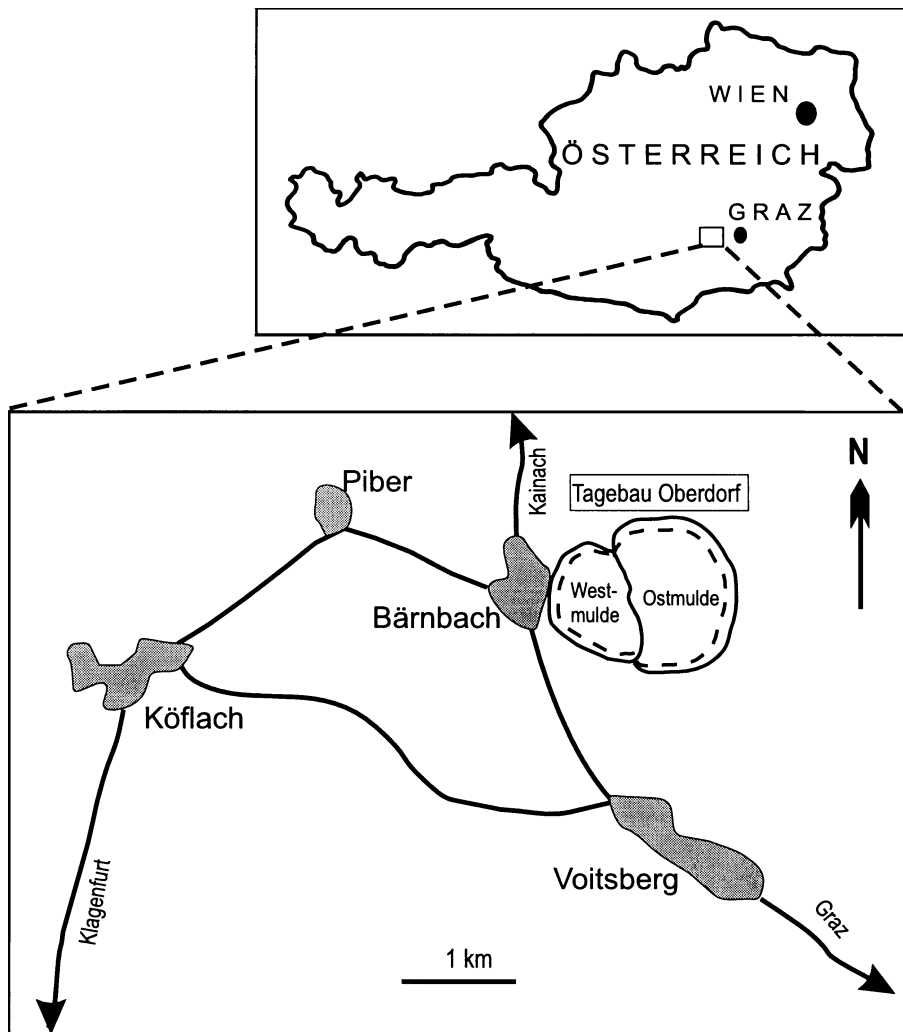 WIEN
ÖSTERREICH
GRAZ
N
Piber
Kainach
Tagebau Oberdorf
West-
mulde
Ostmulde
Bärnbach
Köflach
Klagenfurt
Voitsberg
Graz
1 km